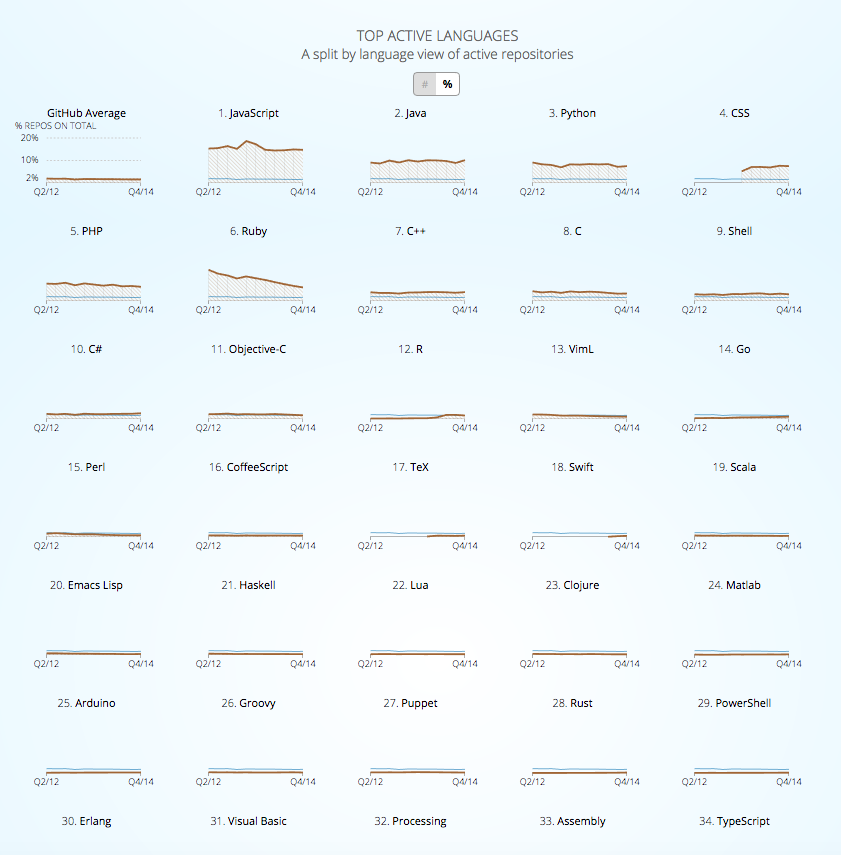 TOP ACTIVE LANGUAGES
A split by language view of active repositories
# %
GitHub Average 1. JavaScript 2. Java 3. Python 4. CSS
% REPOS ON TOTAL
20%
10%
2%
Q2/12 Q4/14 Q2/12 Q4/14 Q2/12 Q4/14 Q2/12 Q4/14 Q2/12 Q4/14
5. PHP 6. Ruby 7. C++ 8. C 9. Shell
Q2/12 Q4/14 Q2/12 Q4/14 Q2/12 Q4/14 Q2/12 Q4/14 Q2/12 Q4/14
10. C# 11. Objective-C 12. R 13. VimL 14. Go
Q2/12 Q4/14 Q2/12 Q4/14 Q2/12 Q4/14 Q2/12 Q4/14 Q2/12 Q4/14
15. Perl 16. CoffeeScript 17. TeX 18. Swift 19. Scala
Q2/12 Q4/14 Q2/12 Q4/14 Q2/12 Q4/14 Q2/12 Q4/14 Q2/12 Q4/14
20. Emacs Lisp 21. Haskell 22. Lua 23. Clojure 24. Matlab
Q2/12 Q4/14 Q2/12 Q4/14 Q2/12 Q4/14 Q2/12 Q4/14 Q2/12 Q4/14
25. Arduino 26. Groovy 27. Puppet 28. Rust 29. PowerShell
Q2/12 Q4/14 Q2/12 Q4/14 Q2/12 Q4/14 Q2/12 Q4/14 Q2/12 Q4/14
30. Erlang 31. Visual Basic 32. Processing 33. Assembly 34. TypeScript